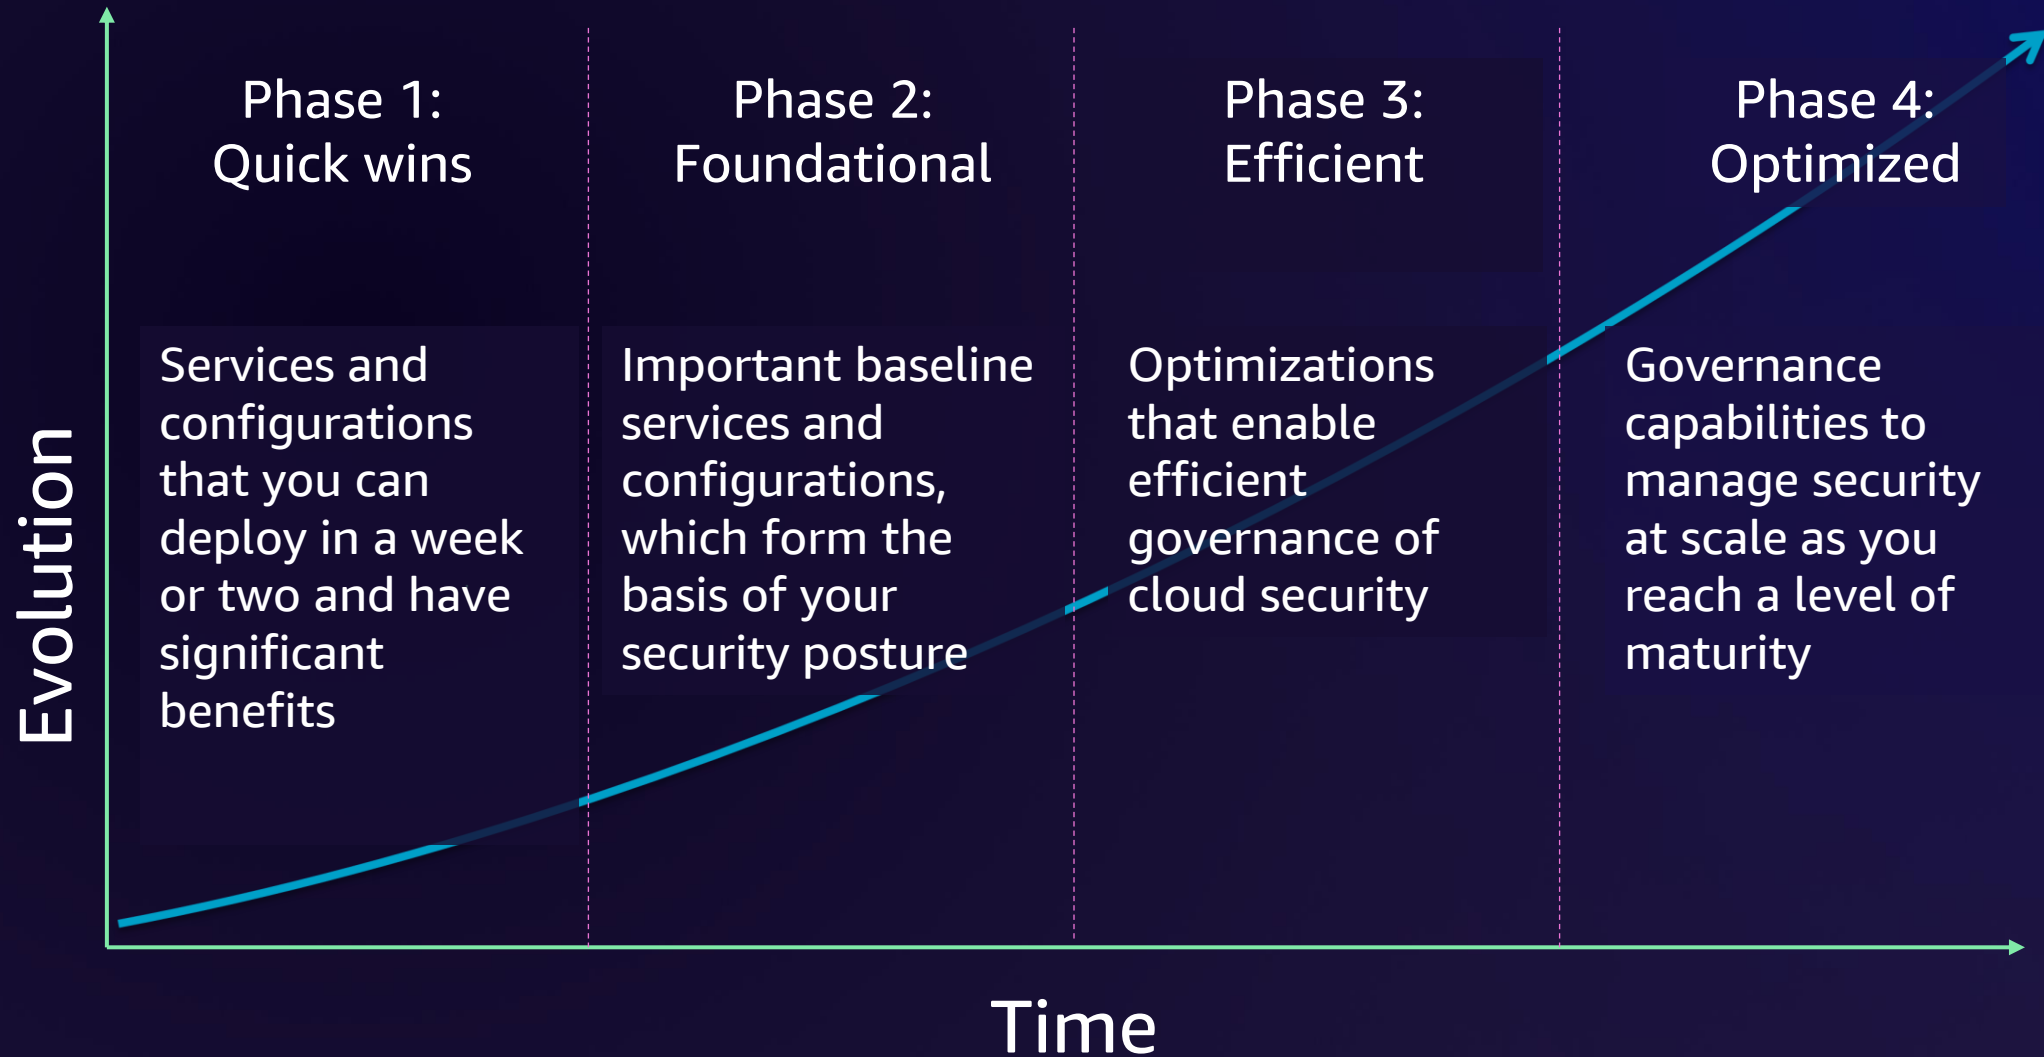 Phase 1:
Quick wins
Services and
configurations
that you can
deploy in a week
or two and have
significant
benefits
Phase 2:
Foundational
Important baseline
services and
configurations,
which form the
basis of your
security posture
Phase 3:
Efficient
Optimizations
that enable
efficient
governance of
cloud security
Phase 4:
Optimized
Governance
capabilities to
manage security
at scale as you
reach a level of
maturity
Evolution
Time